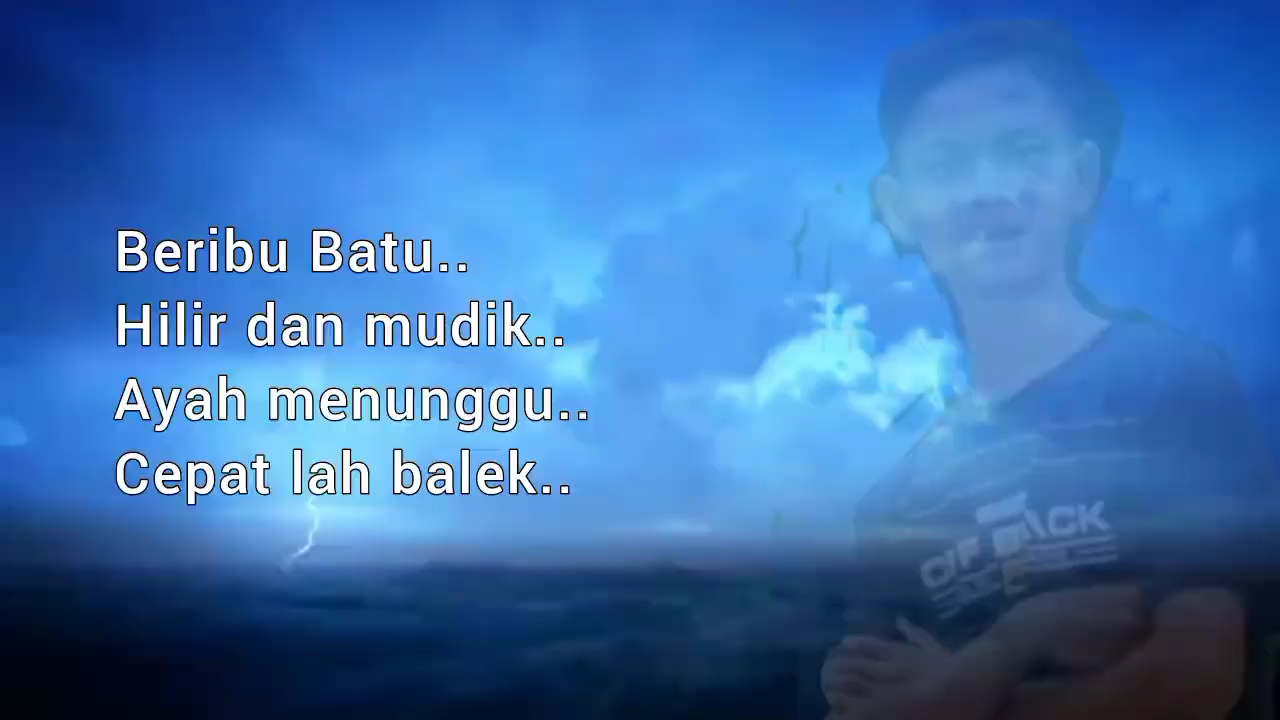 Beribu Batu..
Hilir dan mudik..
Ayah menunggu..
Cepat lah balek..